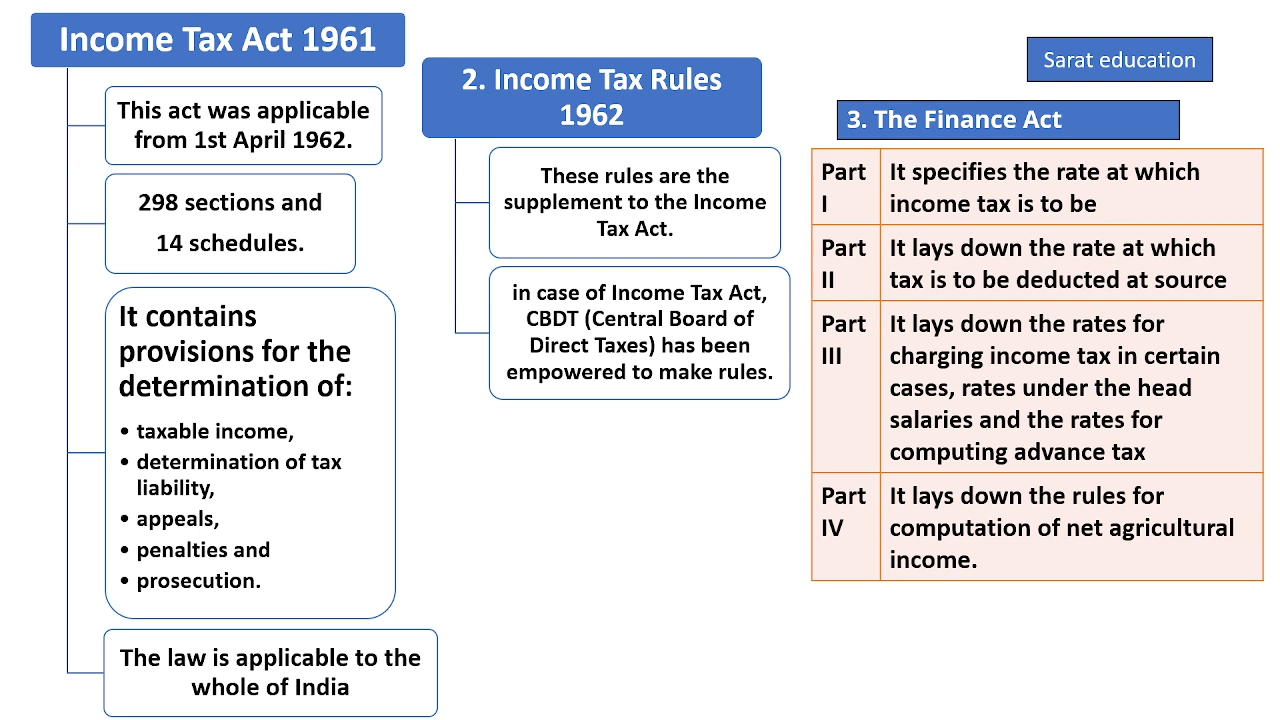 Income Tax Act 1961
This act was applicable
from 1st April 1962.
298 sections and
14 schedules.
It contains
provisions for the
determination of:
• taxable income,
• determination of tax
liability,
• appeals,
• penalties and
• prosecution.
The law is applicable to the
whole of India
2. Income Tax Rules
1962
These rules are the
supplement to the Income
Tax Act.
in case of Income Tax Act,
CBDT (Central Board of
Direct Taxes) has been
empowered to make rules.
Sarat education
3. The Finance Act
Part It specifies the rate at which
I income tax is to be
Part It lays down the rate at which
II tax is to be deducted at source
Part It lays down the rates for
III charging income tax in certain
cases, rates under the head
salaries and the rates for
computing advance tax
Part It lays down the rules for
IV computation of net agricultural
income.